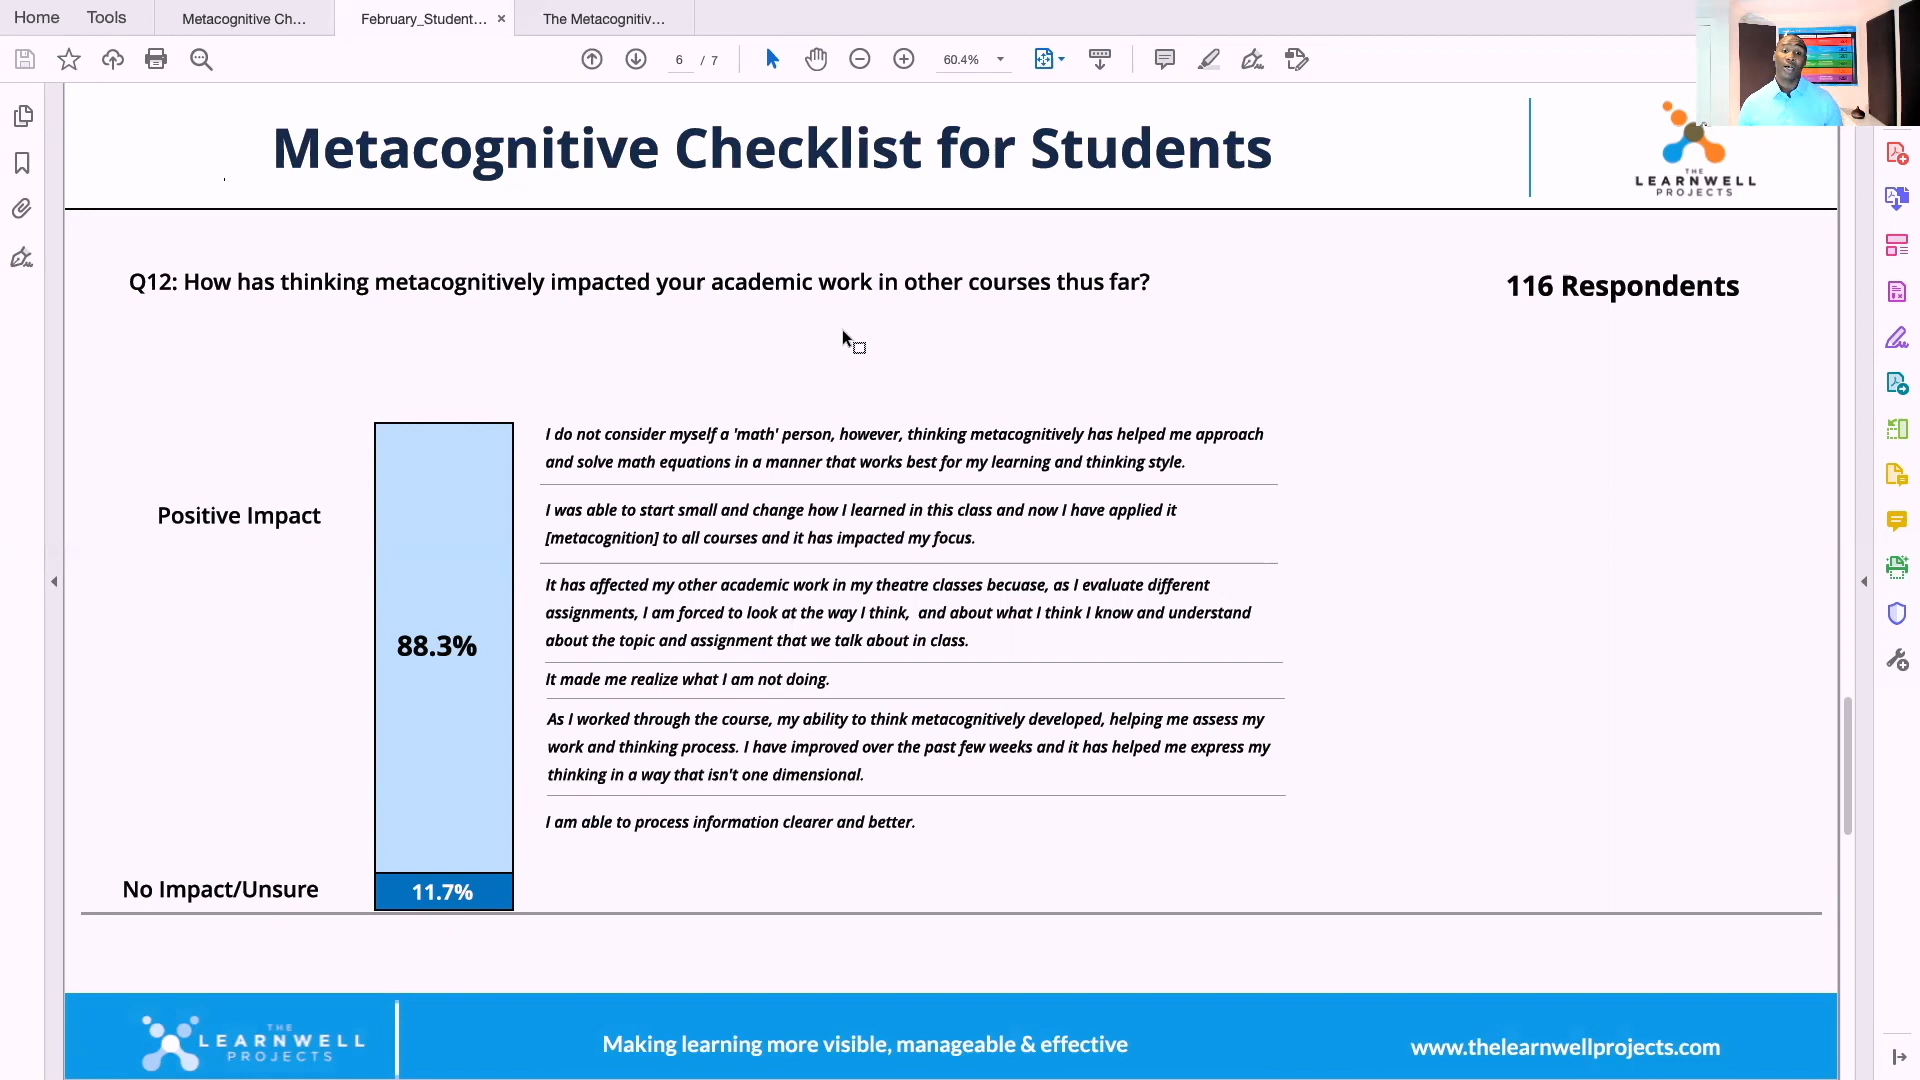 Home Tools Metacognitive Ch... February_Student... × The Metacognitiv...
6 / 7 60.4%
Metacognitive Checklist for Students
THE
LEARNWELL
PROJECTS
Q12: How has thinking metacognitively impacted your academic work in other courses thus far?
116 Respondents
I do not consider myself a 'math' person, however, thinking metacognitively has helped me approach
and solve math equations in a manner that works best for my learning and thinking style.
Positive Impact
I was able to start small and change how I learned in this class and now I have applied it
[metacognition] to all courses and it has impacted my focus.
It has affected my other academic work in my theatre classes becuase, as I evaluate different
assignments, I am forced to look at the way I think, and about what I think I know and understand
about the topic and assignment that we talk about in class.
88.3%
It made me realize what I am not doing.
As I worked through the course, my ability to think metacognitively developed, helping me assess my
work and thinking process. I have improved over the past few weeks and it has helped me express my
thinking in a way that isn't one dimensional.
I am able to process information clearer and better.
No Impact/Unsure
11.7%
THE
LEARNWELL
PROJECTS
Making learning more visible, manageable & effective
www.thelearnwellprojects.com